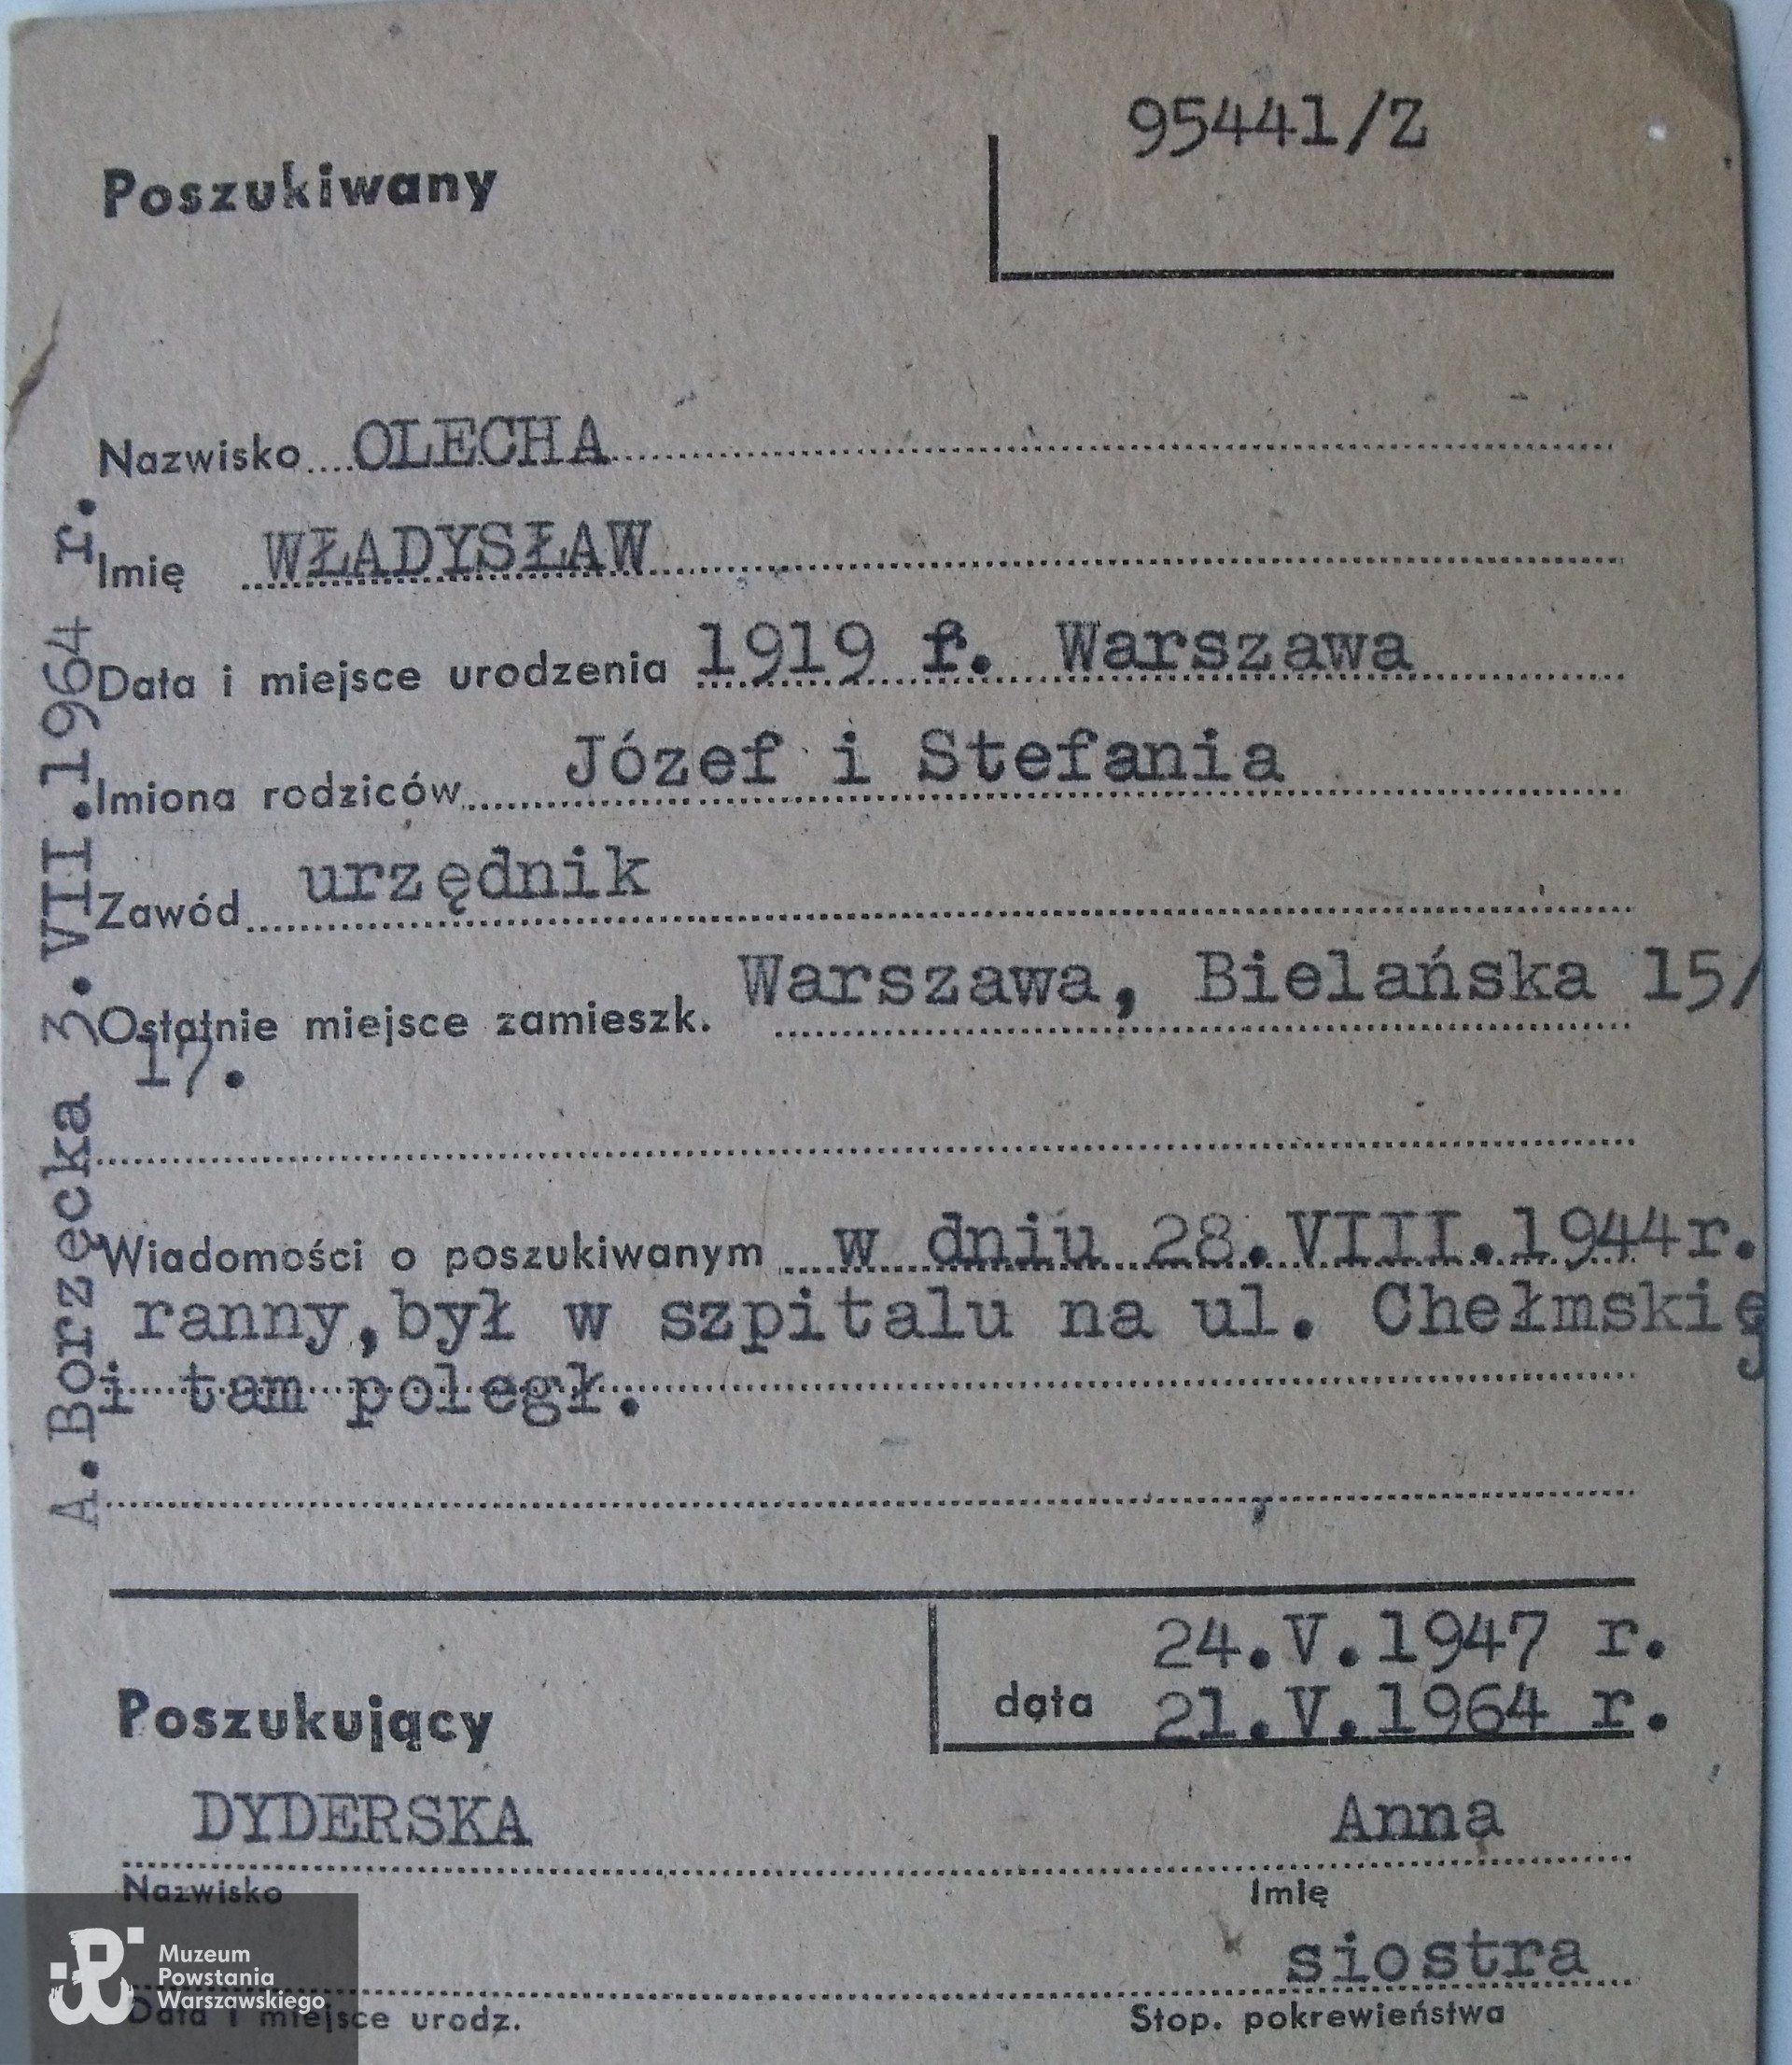 95441/Z
Poszukiwany
Nazwisko OLECHA
Imię WŁADYSŁAW
Data i miejsce urodzenia 1919 r. Warszawa
Imiona rodziców Józef i Stefania
Zawód urzędnik
Ostatnie miejsce zamieszk. Warszawa, Bielańska 15/
17.
Wiadomości o poszukiwanym w dniu 28.VIII.1944r.
ranny,był w szpitalu na ul. Chełmskiej
i tam poległ.
A.Borzęcka 3.VII.1964 r.
24.V.1947 r.
Poszukujący data 21.V.1964 r.
DYDERSKA Anna
Nazwisko Imię
siostra
Data i miejsce urodz. Stop. pokrewieństwa
Muzeum
Powstania
Warszawskiego